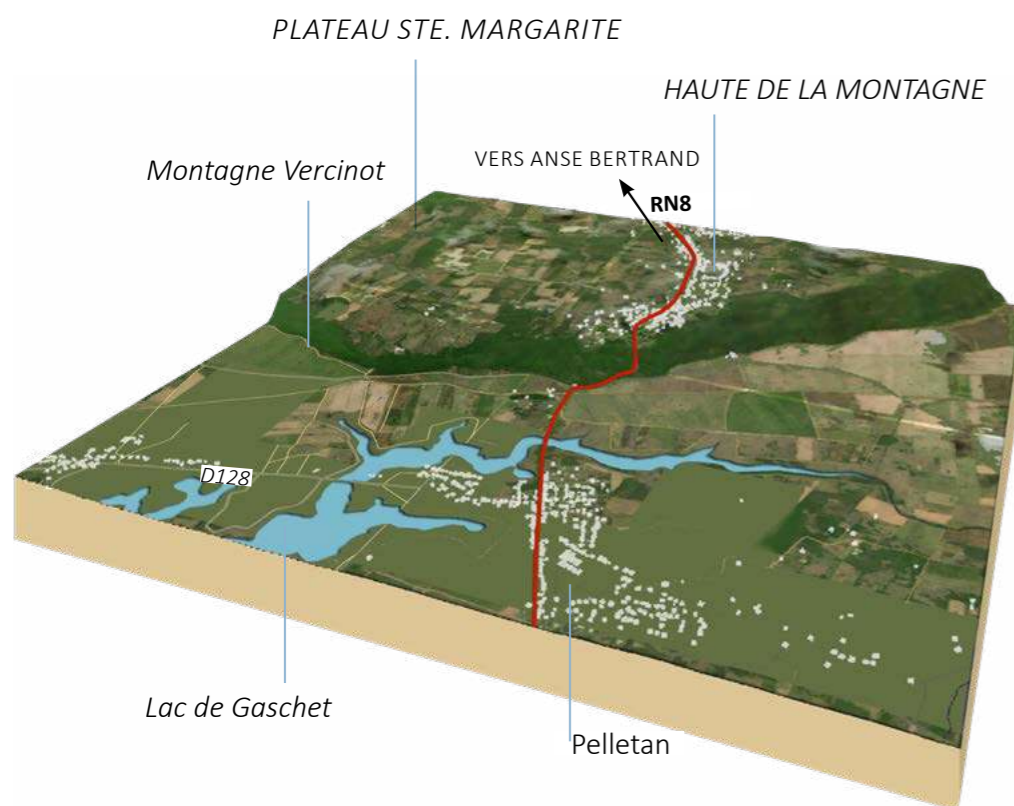 PLATEAU STE. MARGARITE
HAUTE DE LA MONTAGNE
Montagne Vercinot
VERS ANSE BERTRAND
RN8
D128
Lac de Gaschet
Pelletan